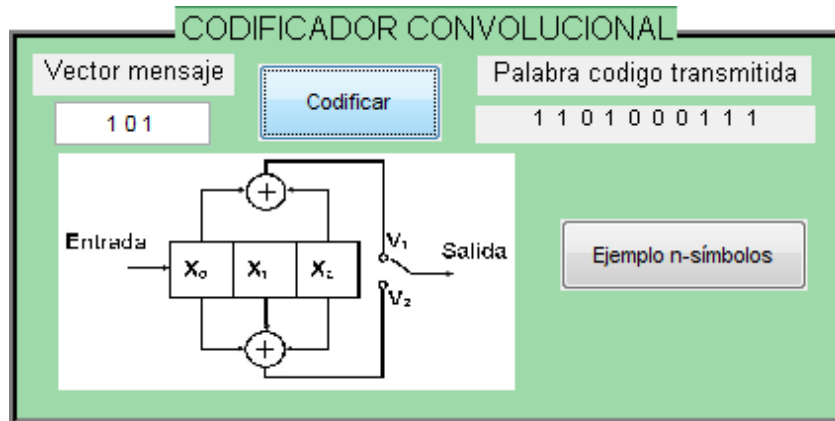 CODIFICADOR CONVOLUCIONAL
Vector mensaje
Codificar
Palabra codigo transmitida
1 0 1
1 1 0 1 0 0 0 1 1 1
Entrada
X₀ X₁ X₂
V₁
Salida
V₂
Ejemplo n-símbolos